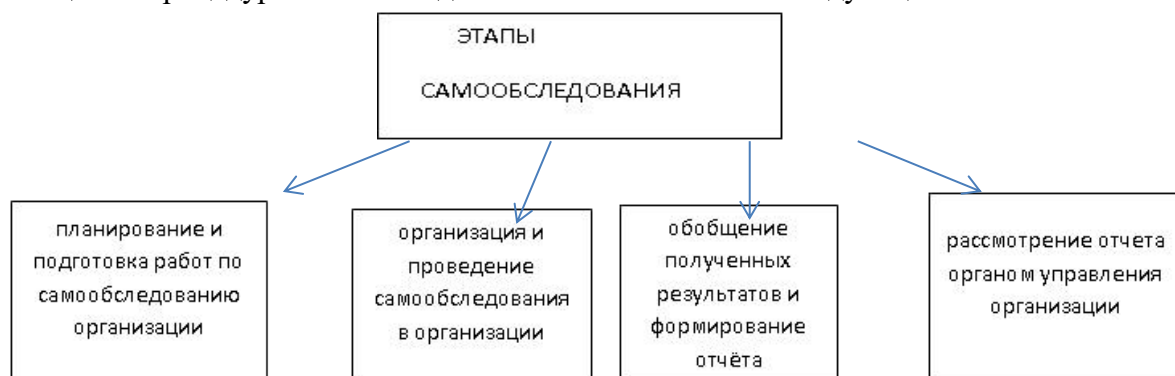 ЭТАПЫ
САМООБСЛЕДОВАНИЯ
планирование и
подготовка работ по
самообследованию
организации
организация и
проведение
самообследования
в организации
обобщение
полученных
результатов и
формирование
отчёта
рассмотрение отчета
органом управления
организации